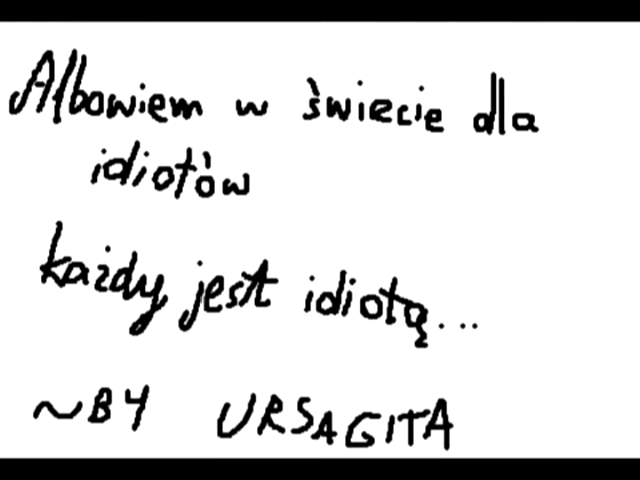 Albowiem w świecie dla
idiotów
każdy jest idiotą...
~BY URSAGITA